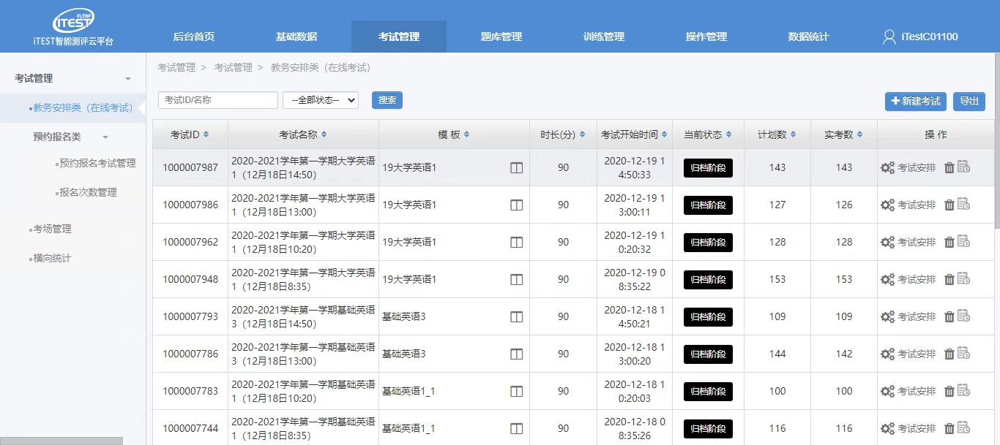 FLTRP
iTEST
iTEST智能测评云平台
后台首页
基础数据
考试管理
题库管理
训练管理
操作管理
数据统计
iTestC01100
考试管理
教务安排类（在线考试）
预约报名类
预约报名考试管理
报名次数管理
考场管理
横向统计
考试管理 > 考试管理 > 教务安排类（在线考试）
考试ID/名称
--全部状态--
搜索
新建考试
导出
考试ID 考试名称 模 板 时长(分) 考试开始时间 当前状态 计划数 实考数 操 作
1000007987
2020-2021学年第一学期大学英语
1（12月18日14:50）
19大学英语1
90
2020-12-19 1
4:50:33
归档阶段
143
143
考试安排
1000007986
2020-2021学年第一学期大学英语
1（12月18日13:00）
19大学英语1
90
2020-12-19 1
3:00:11
归档阶段
127
126
考试安排
1000007962
2020-2021学年第一学期大学英语
1（12月18日10:20）
19大学英语1
90
2020-12-19 1
0:20:32
归档阶段
128
128
考试安排
1000007948
2020-2021学年第一学期大学英语
1（12月18日8:35）
19大学英语1
90
2020-12-19 0
8:35:22
归档阶段
153
153
考试安排
1000007793
2020-2021学年第一学期基础英语
3（12月18日14:50）
基础英语3
90
2020-12-18 1
4:50:21
归档阶段
109
109
考试安排
1000007786
2020-2021学年第一学期基础英语
3（12月18日13:00）
基础英语3
90
2020-12-18 1
3:00:20
归档阶段
144
142
考试安排
1000007783
2020-2021学年第一学期基础英语
1（12月18日10:20）
基础英语1_1
90
2020-12-18 1
0:20:03
归档阶段
100
100
考试安排
1000007744
2020-2021学年第一学期基础英语
1（12月18日8:35）
基础英语1_1
90
2020-12-18 0
8:35:26
归档阶段
116
116
考试安排